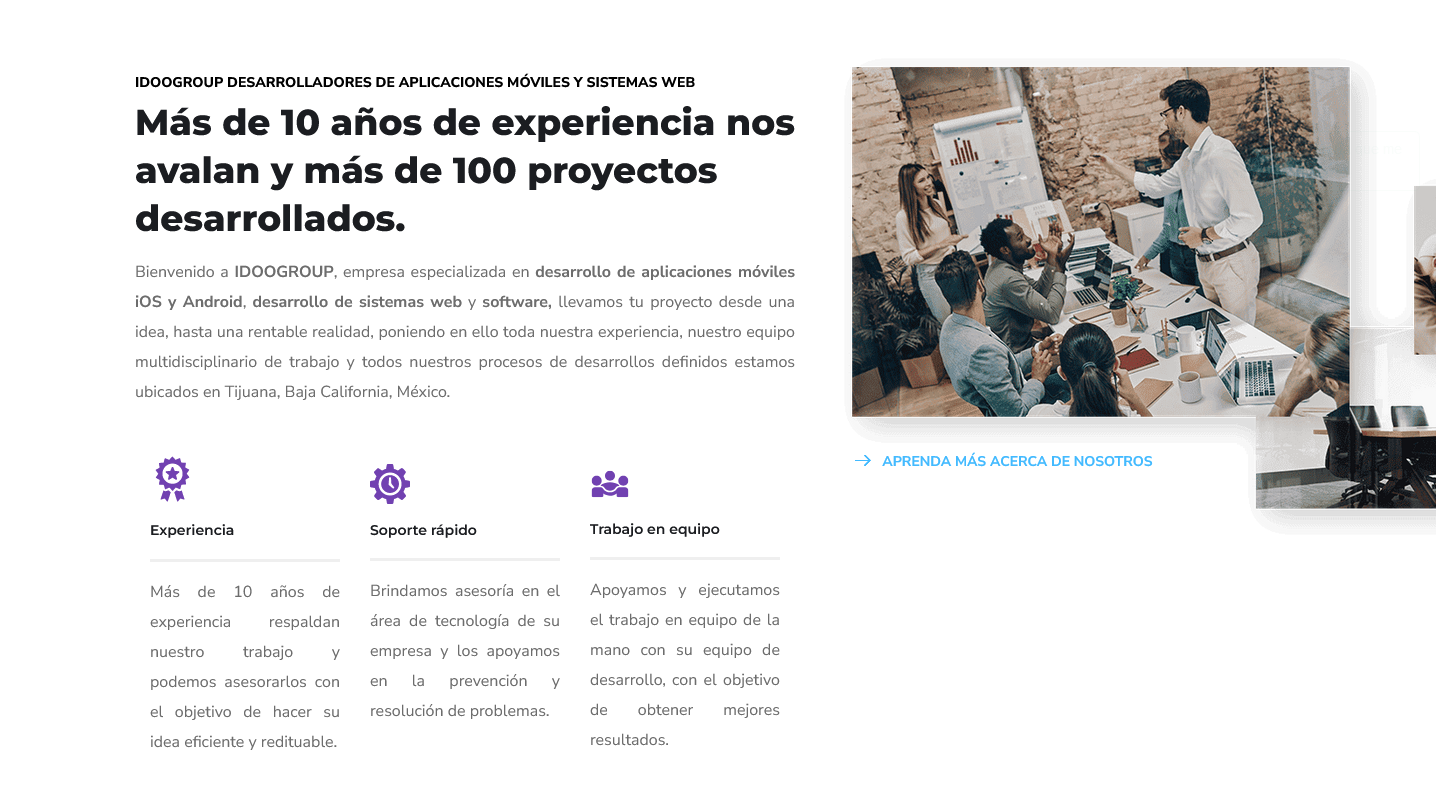 IDOOGROUP DESARROLLADORES DE APLICACIONES MÓVILES Y SISTEMAS WEB
Más de 10 años de experiencia nos
avalan y más de 100 proyectos
desarrollados.
Bienvenido a IDOOGROUP, empresa especializada en desarrollo de aplicaciones móviles
iOS y Android, desarrollo de sistemas web y software, llevamos tu proyecto desde una
idea, hasta una rentable realidad, poniendo en ello toda nuestra experiencia, nuestro equipo
multidisciplinario de trabajo y todos nuestros procesos de desarrollos definidos estamos
ubicados en Tijuana, Baja California, México.
Experiencia
Más de 10 años de
experiencia respaldan
nuestro trabajo y
podemos asesorarlos con
el objetivo de hacer su
idea eficiente y redituable.
Soporte rápido
Brindamos asesoría en el
área de tecnología de su
empresa y los apoyamos
en la prevención y
resolución de problemas.
Trabajo en equipo
Apoyamos y ejecutamos
el trabajo en equipo de la
mano con su equipo de
desarrollo, con el objetivo
de obtener mejores
resultados.
APRENDA MÁS ACERCA DE NOSOTROS